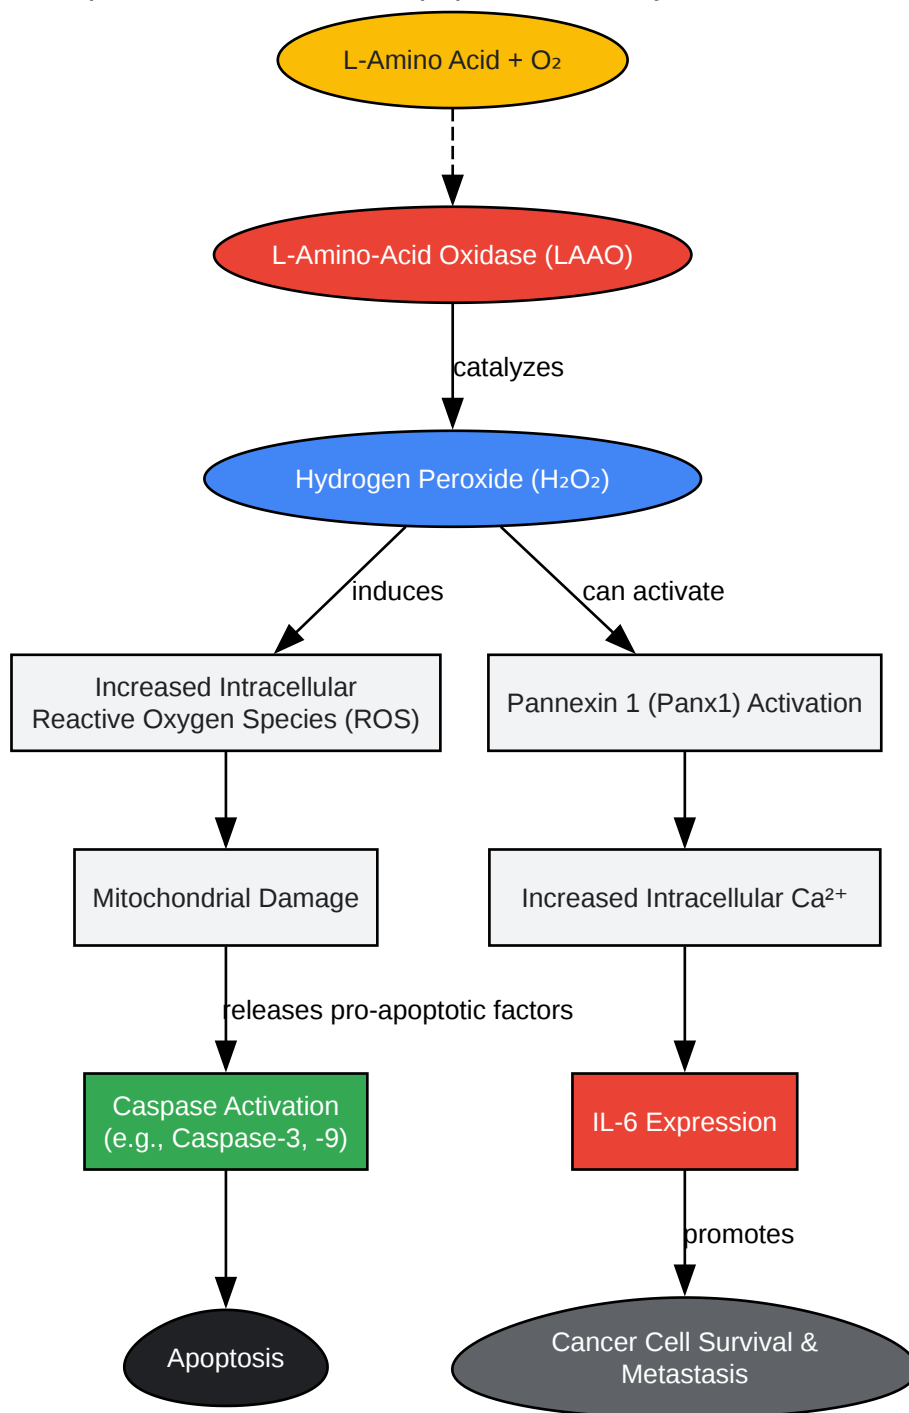 L-Amino Acid + O₂
L-Amino-Acid Oxidase (LAAO)
catalyzes
Hydrogen Peroxide (H₂O₂)
induces
can activate
Increased Intracellular
Reactive Oxygen Species (ROS)
Pannexin 1 (Panx1) Activation
Mitochondrial Damage
Increased Intracellular Ca²⁺
releases pro-apoptotic factors
Caspase Activation
(e.g., Caspase-3, -9)
IL-6 Expression
promotes
Apoptosis
Cancer Cell Survival &
Metastasis